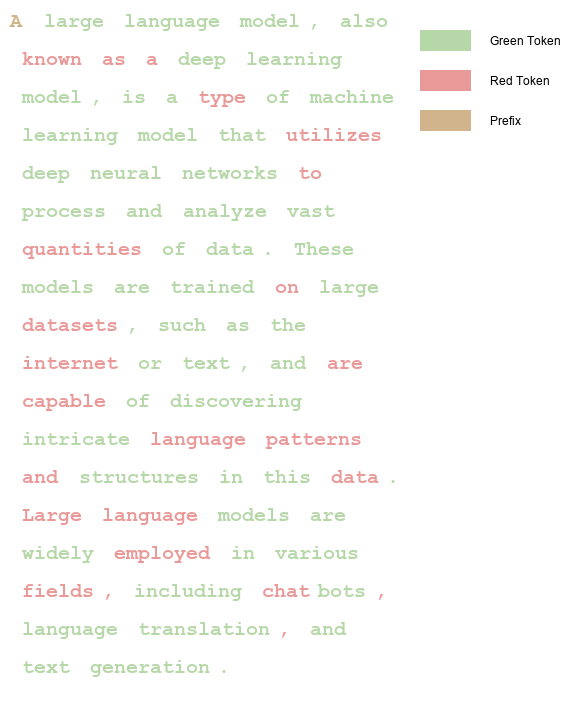 A large language model, also
known as a deep learning
model, is a type of machine
learning model that utilizes
deep neural networks to
process and analyze vast
quantities of data. These
models are trained on large
datasets, such as the
internet or text, and are
capable of discovering
intricate language patterns
and structures in this data.
Large language models are
widely employed in various
fields, including chatbots,
language translation, and
text generation.
Green Token
Red Token
Prefix